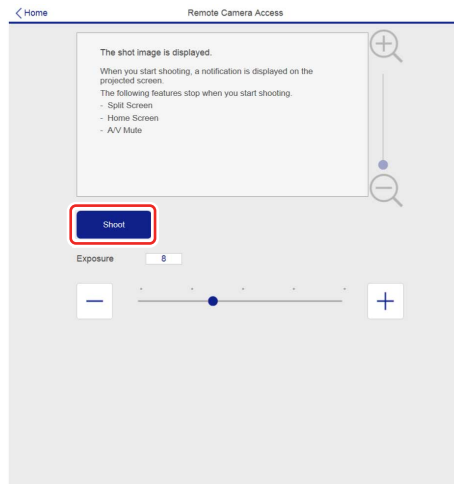 Home
Remote Camera Access
The shot image is displayed.
When you start shooting, a notification is displayed on the
projected screen.
The following features stop when you start shooting.
- Split Screen
- Home Screen
- A/V Mute
Shoot
Exposure 8